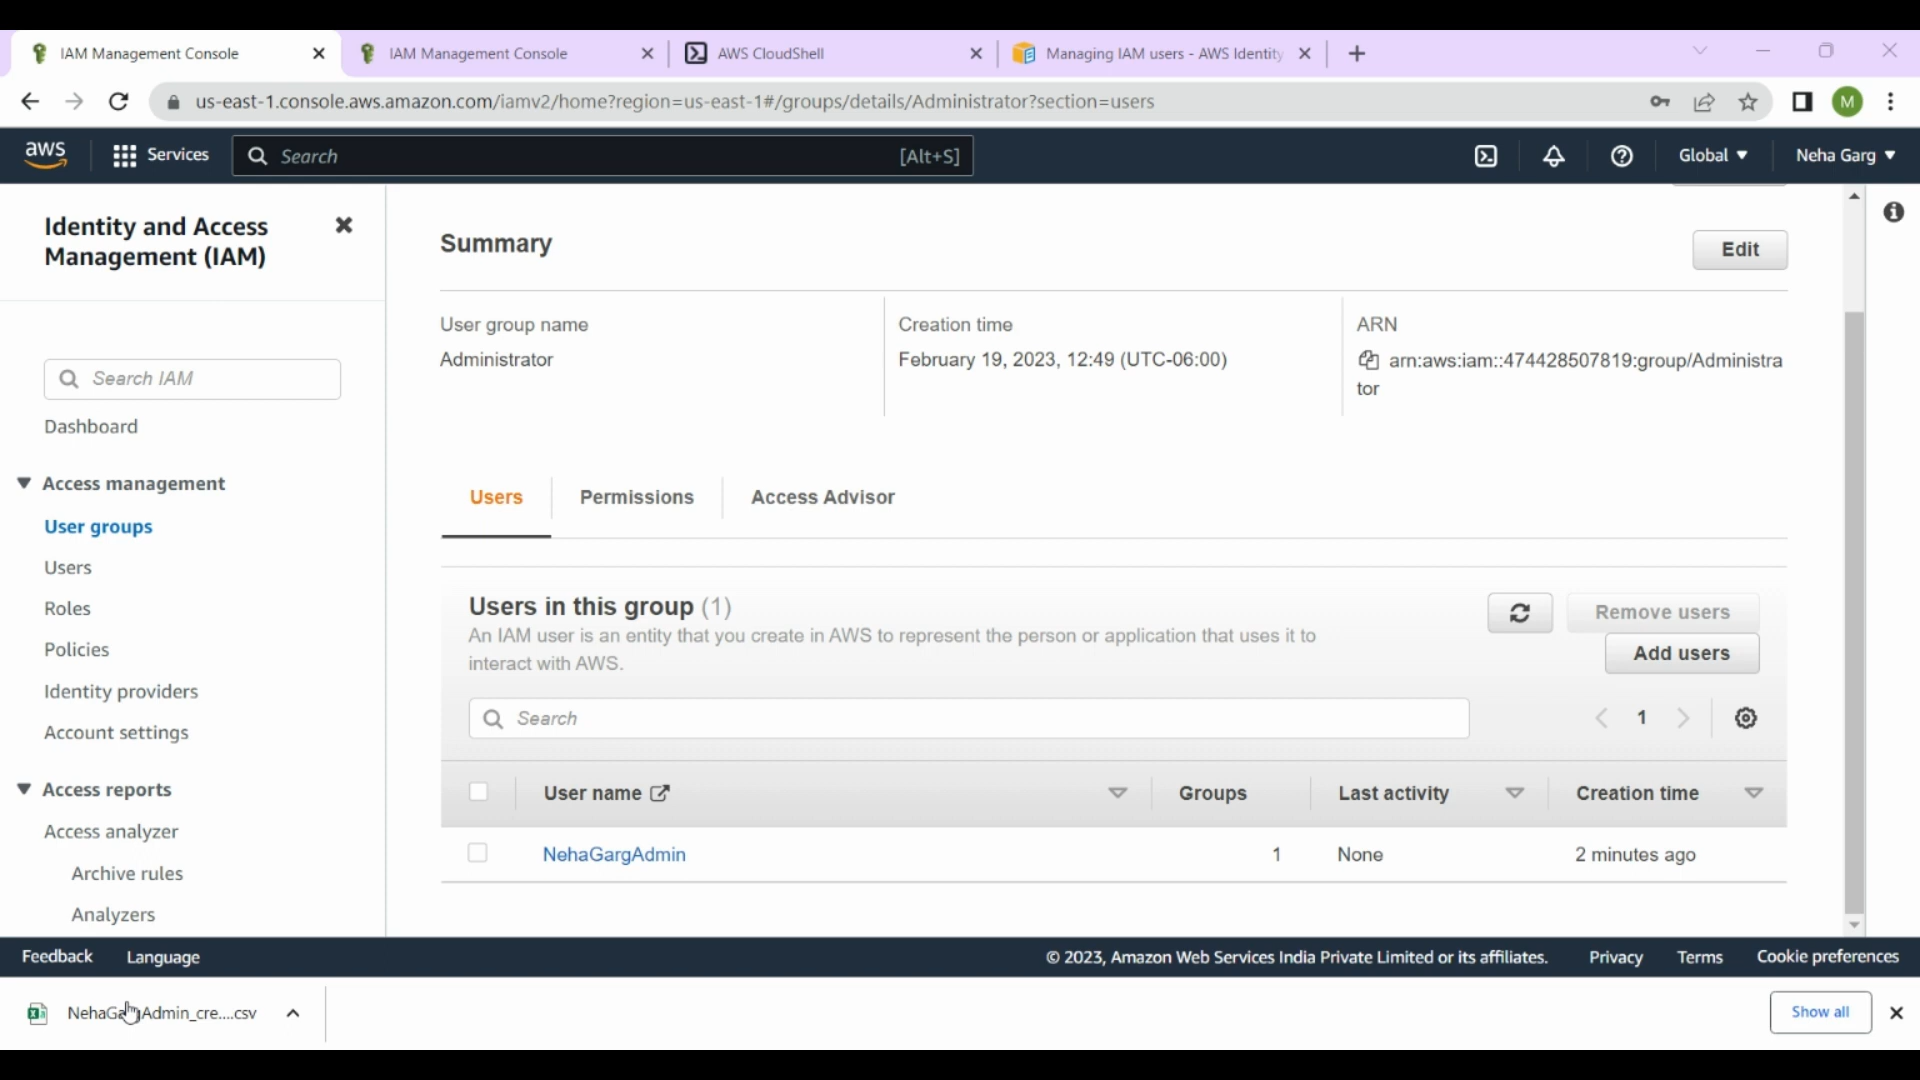 IAM Management Console
IAM Management Console
AWS CloudShell
Managing IAM users - AWS Identity
us-east-1.console.aws.amazon.com/iamv2/home?region=us-east-1#/groups/details/Administrator?section=users
M
aws
Services
Search
[Alt+S]
Global
Neha Garg
Identity and Access
Management (IAM)
Search IAM
Dashboard
Access management
User groups
Users
Roles
Policies
Identity providers
Account settings
Access reports
Access analyzer
Archive rules
Analyzers
Summary
Edit
User group name
Administrator
Creation time
February 19, 2023, 12:49 (UTC-06:00)
ARN
arn:aws:iam::474428507819:group/Administra
tor
Users
Permissions
Access Advisor
Users in this group (1)
An IAM user is an entity that you create in AWS to represent the person or application that uses it to
interact with AWS.
Remove users
Add users
Search
1
User name
Groups
Last activity
Creation time
NehaGargAdmin
1
None
2 minutes ago
Feedback
Language
© 2023, Amazon Web Services India Private Limited or its affiliates.
Privacy
Terms
Cookie preferences
NehaGargAdmin_cre....csv
Show all